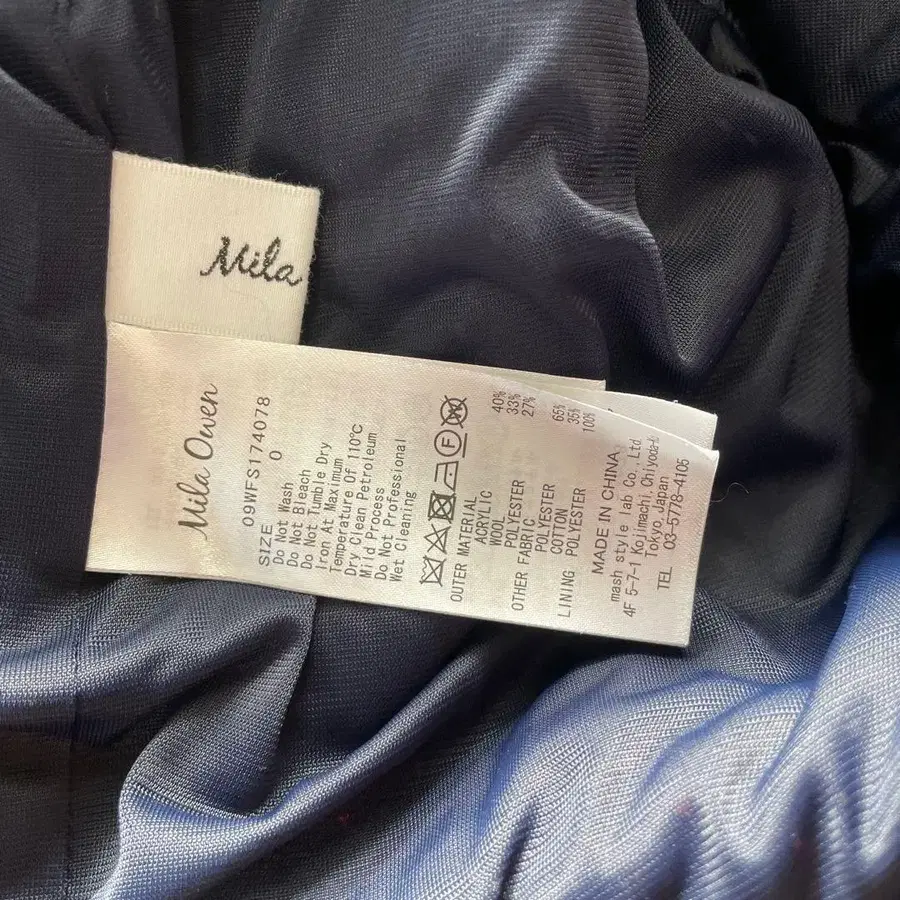 Mila
Mila Owen
09WFS174078
SIZE 0
Do Not Wash
Do Not Bleach
Do Not Tumble Dry
Iron At Maximum
Temperature Of 110℃
Dry Clean Petroleum
Mild Process
Do Not Professional
Wet Cleaning
F
W
OUTER MATERIAL
ACRYLIC 40%
WOOL 33%
POLYESTER 27%
OTHER FABRIC
POLYESTER 65%
COTTON 35%
LINING POLYESTER 100%
MADE IN CHINA
mash style lab Co., Ltd
4F 5-7-1 Kojimachi, Chiyoda-
Tokyo, Japan
TEL 03-5778-4105